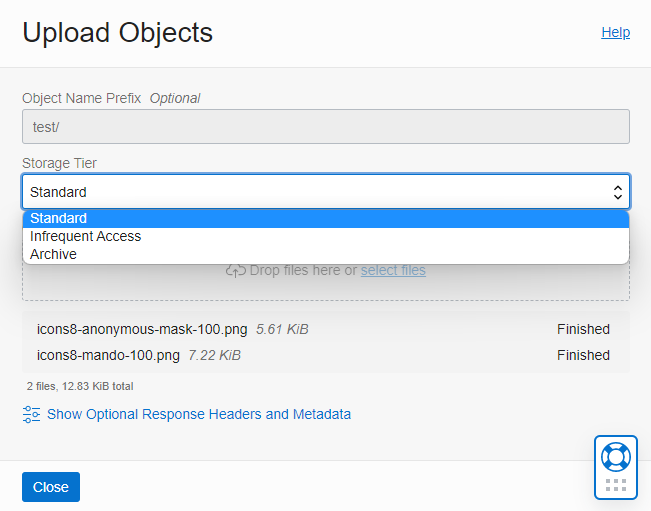 Upload Objects
Help
Object Name Prefix Optional
test/
Storage Tier
Standard
Standard
Infrequent Access
Archive
Drop files here or select files
icons8-anonymous-mask-100.png 5.61 KiB Finished
icons8-mando-100.png 7.22 KiB Finished
2 files, 12.83 KiB total
Show Optional Response Headers and Metadata
Close